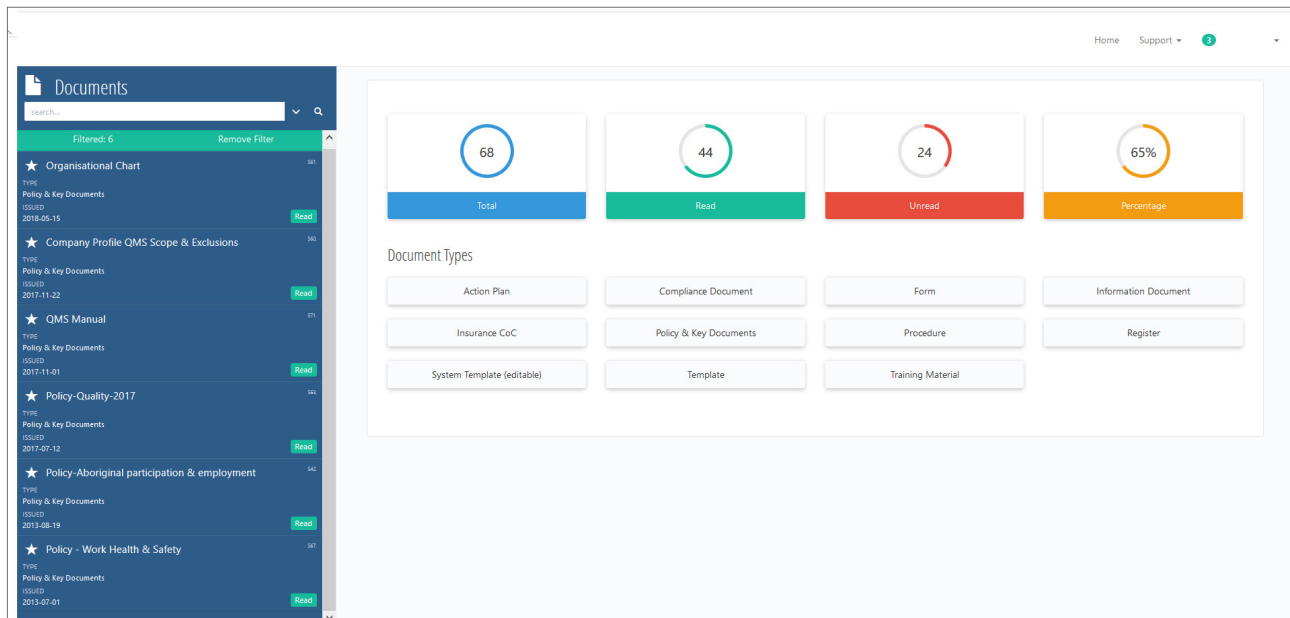 Home Support 3
Documents
search...
Filtered: 6 Remove Filter
Organisational Chart 581.
TYPE
Policy & Key Documents
ISSUED
2018-05-15 Read
Company Profile QMS Scope & Exclusions 560.
TYPE
Policy & Key Documents
ISSUED
2017-11-22 Read
QMS Manual 571.
TYPE
Policy & Key Documents
ISSUED
2017-11-01 Read
Policy-Quality-2017
TYPE
Policy & Key Documents
ISSUED
2017-07-12 Read
Policy-Aboriginal participation & employment 542.
TYPE
Policy & Key Documents
ISSUED
2013-08-19 Read
Policy - Work Health & Safety 567.
TYPE
Policy & Key Documents
ISSUED
2013-07-01 Read
68 44 24 65%
Total Read Unread Percentage
Document Types
Action Plan Compliance Document Form Information Document
Insurance CoC Policy & Key Documents Procedure Register
System Template (editable) Template Training Material